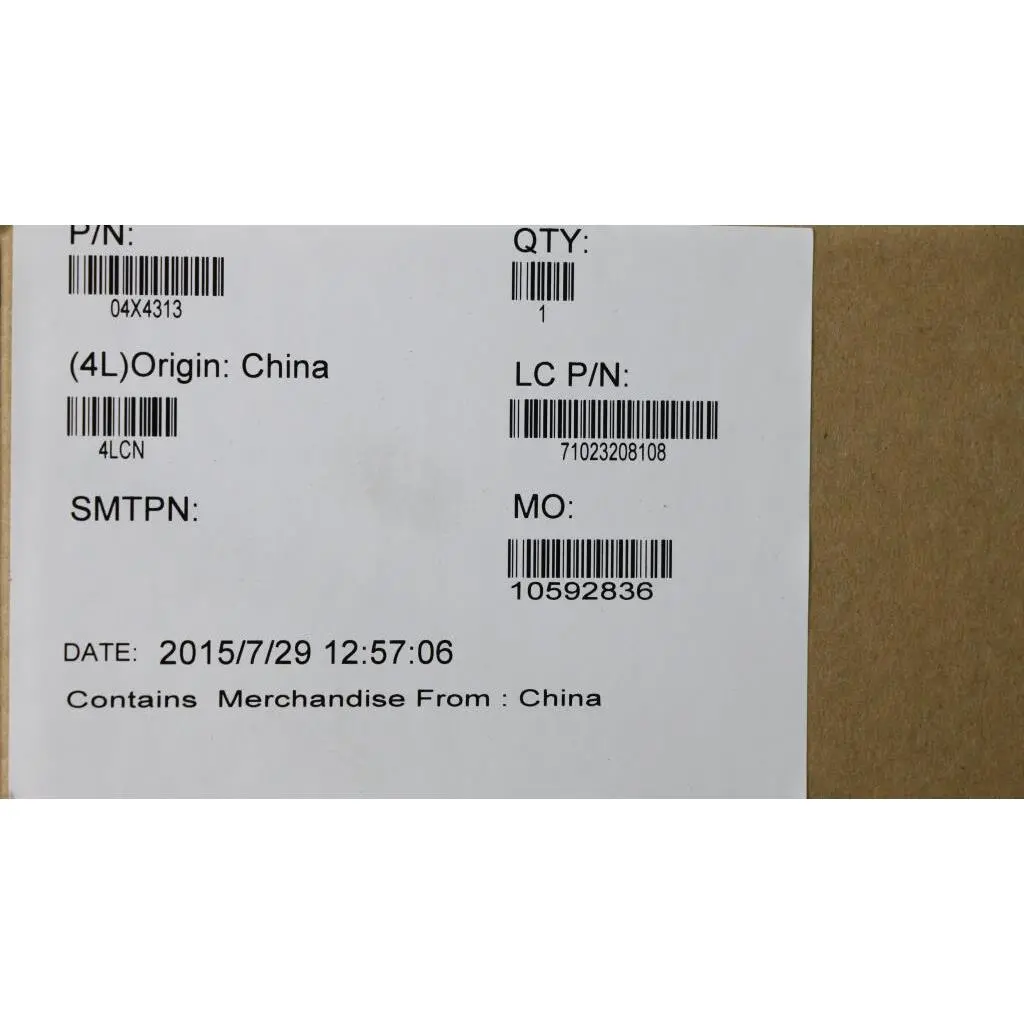 P/N:
04X4313
QTY:
1
(4L)Origin: China
4LCN
LC P/N:
71023208108
SMTPN:
MO:
10592836
DATE: 2015/7/29 12:57:06
Contains Merchandise From : China